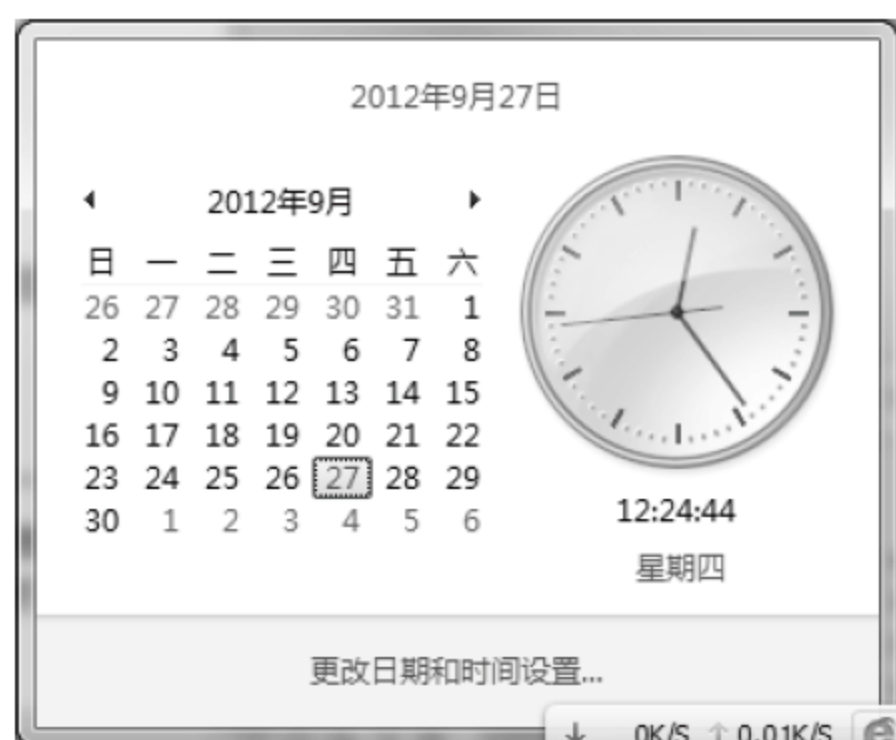 2012年9月27日
2012年9月
日 一 二 三 四 五 六
26 27 28 29 30 31 1
2 3 4 5 6 7 8
9 10 11 12 13 14 15
16 17 18 19 20 21 22
23 24 25 26 27 28 29
30 1 2 3 4 5 6
12:24:44
星期四
更改日期和时间设置...
↓ 0K/S ↑ 0.01K/S